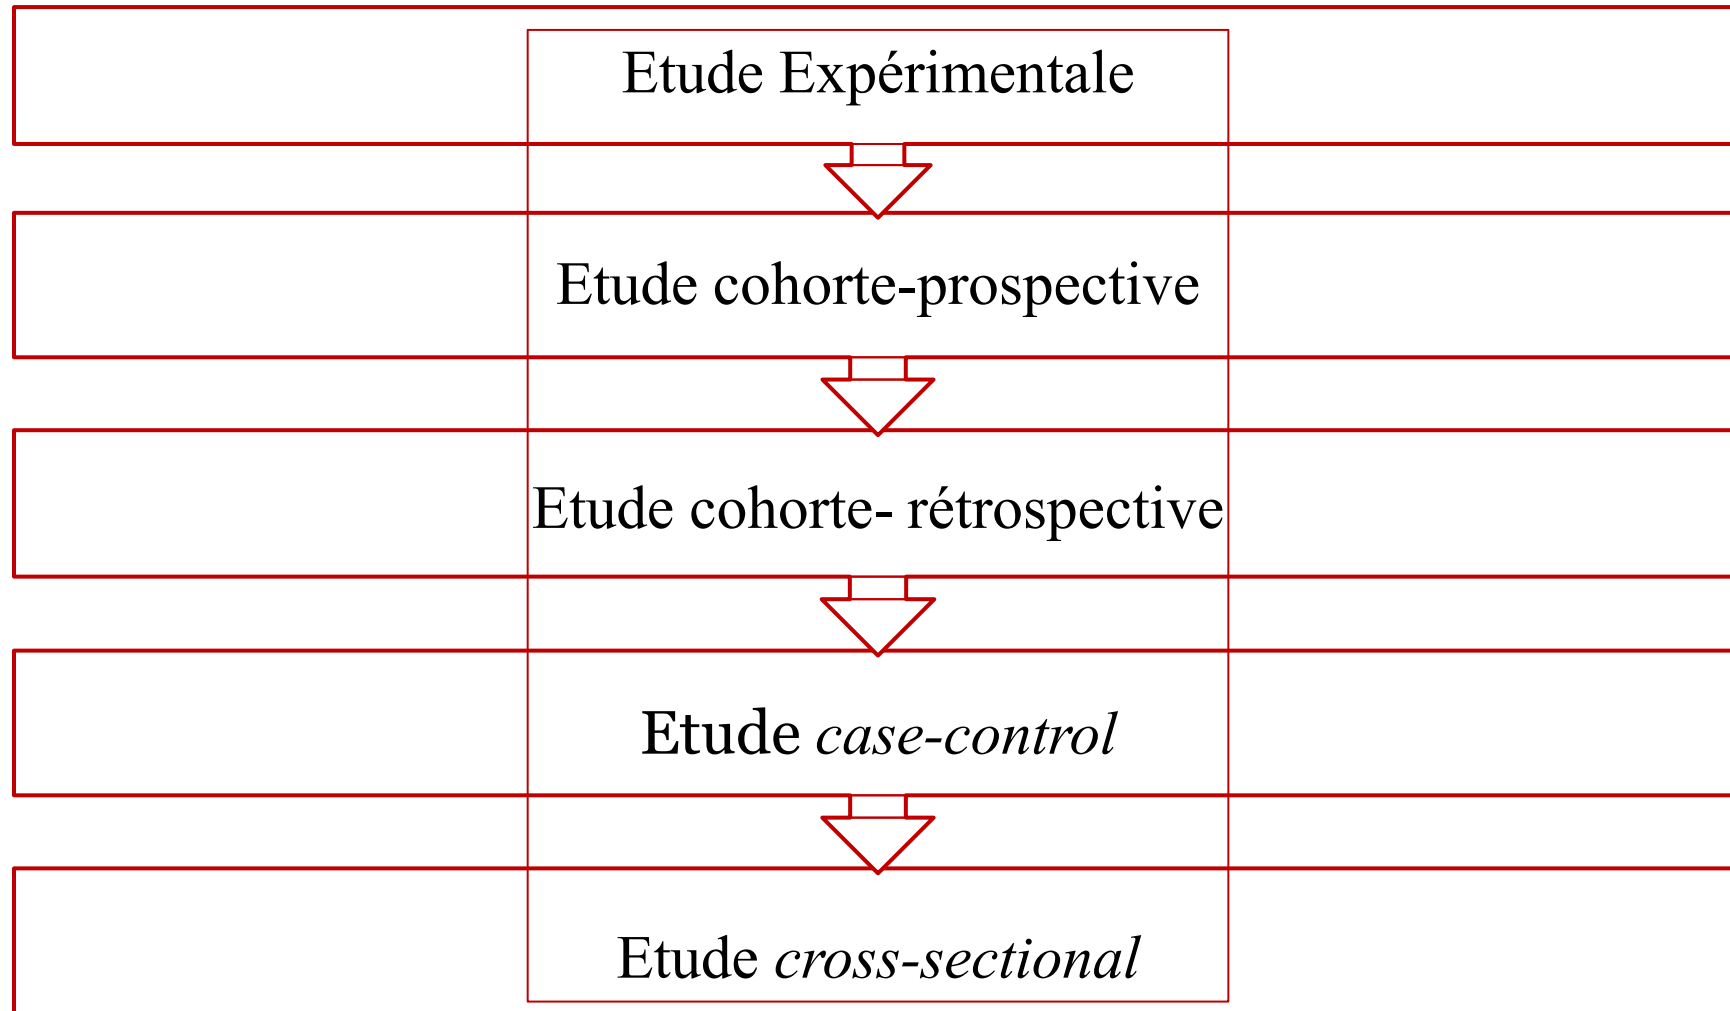 Etude Expérimentale
Etude cohorte-prospective
Etude cohorte- rétrospective
Etude case-control
Etude cross-sectional